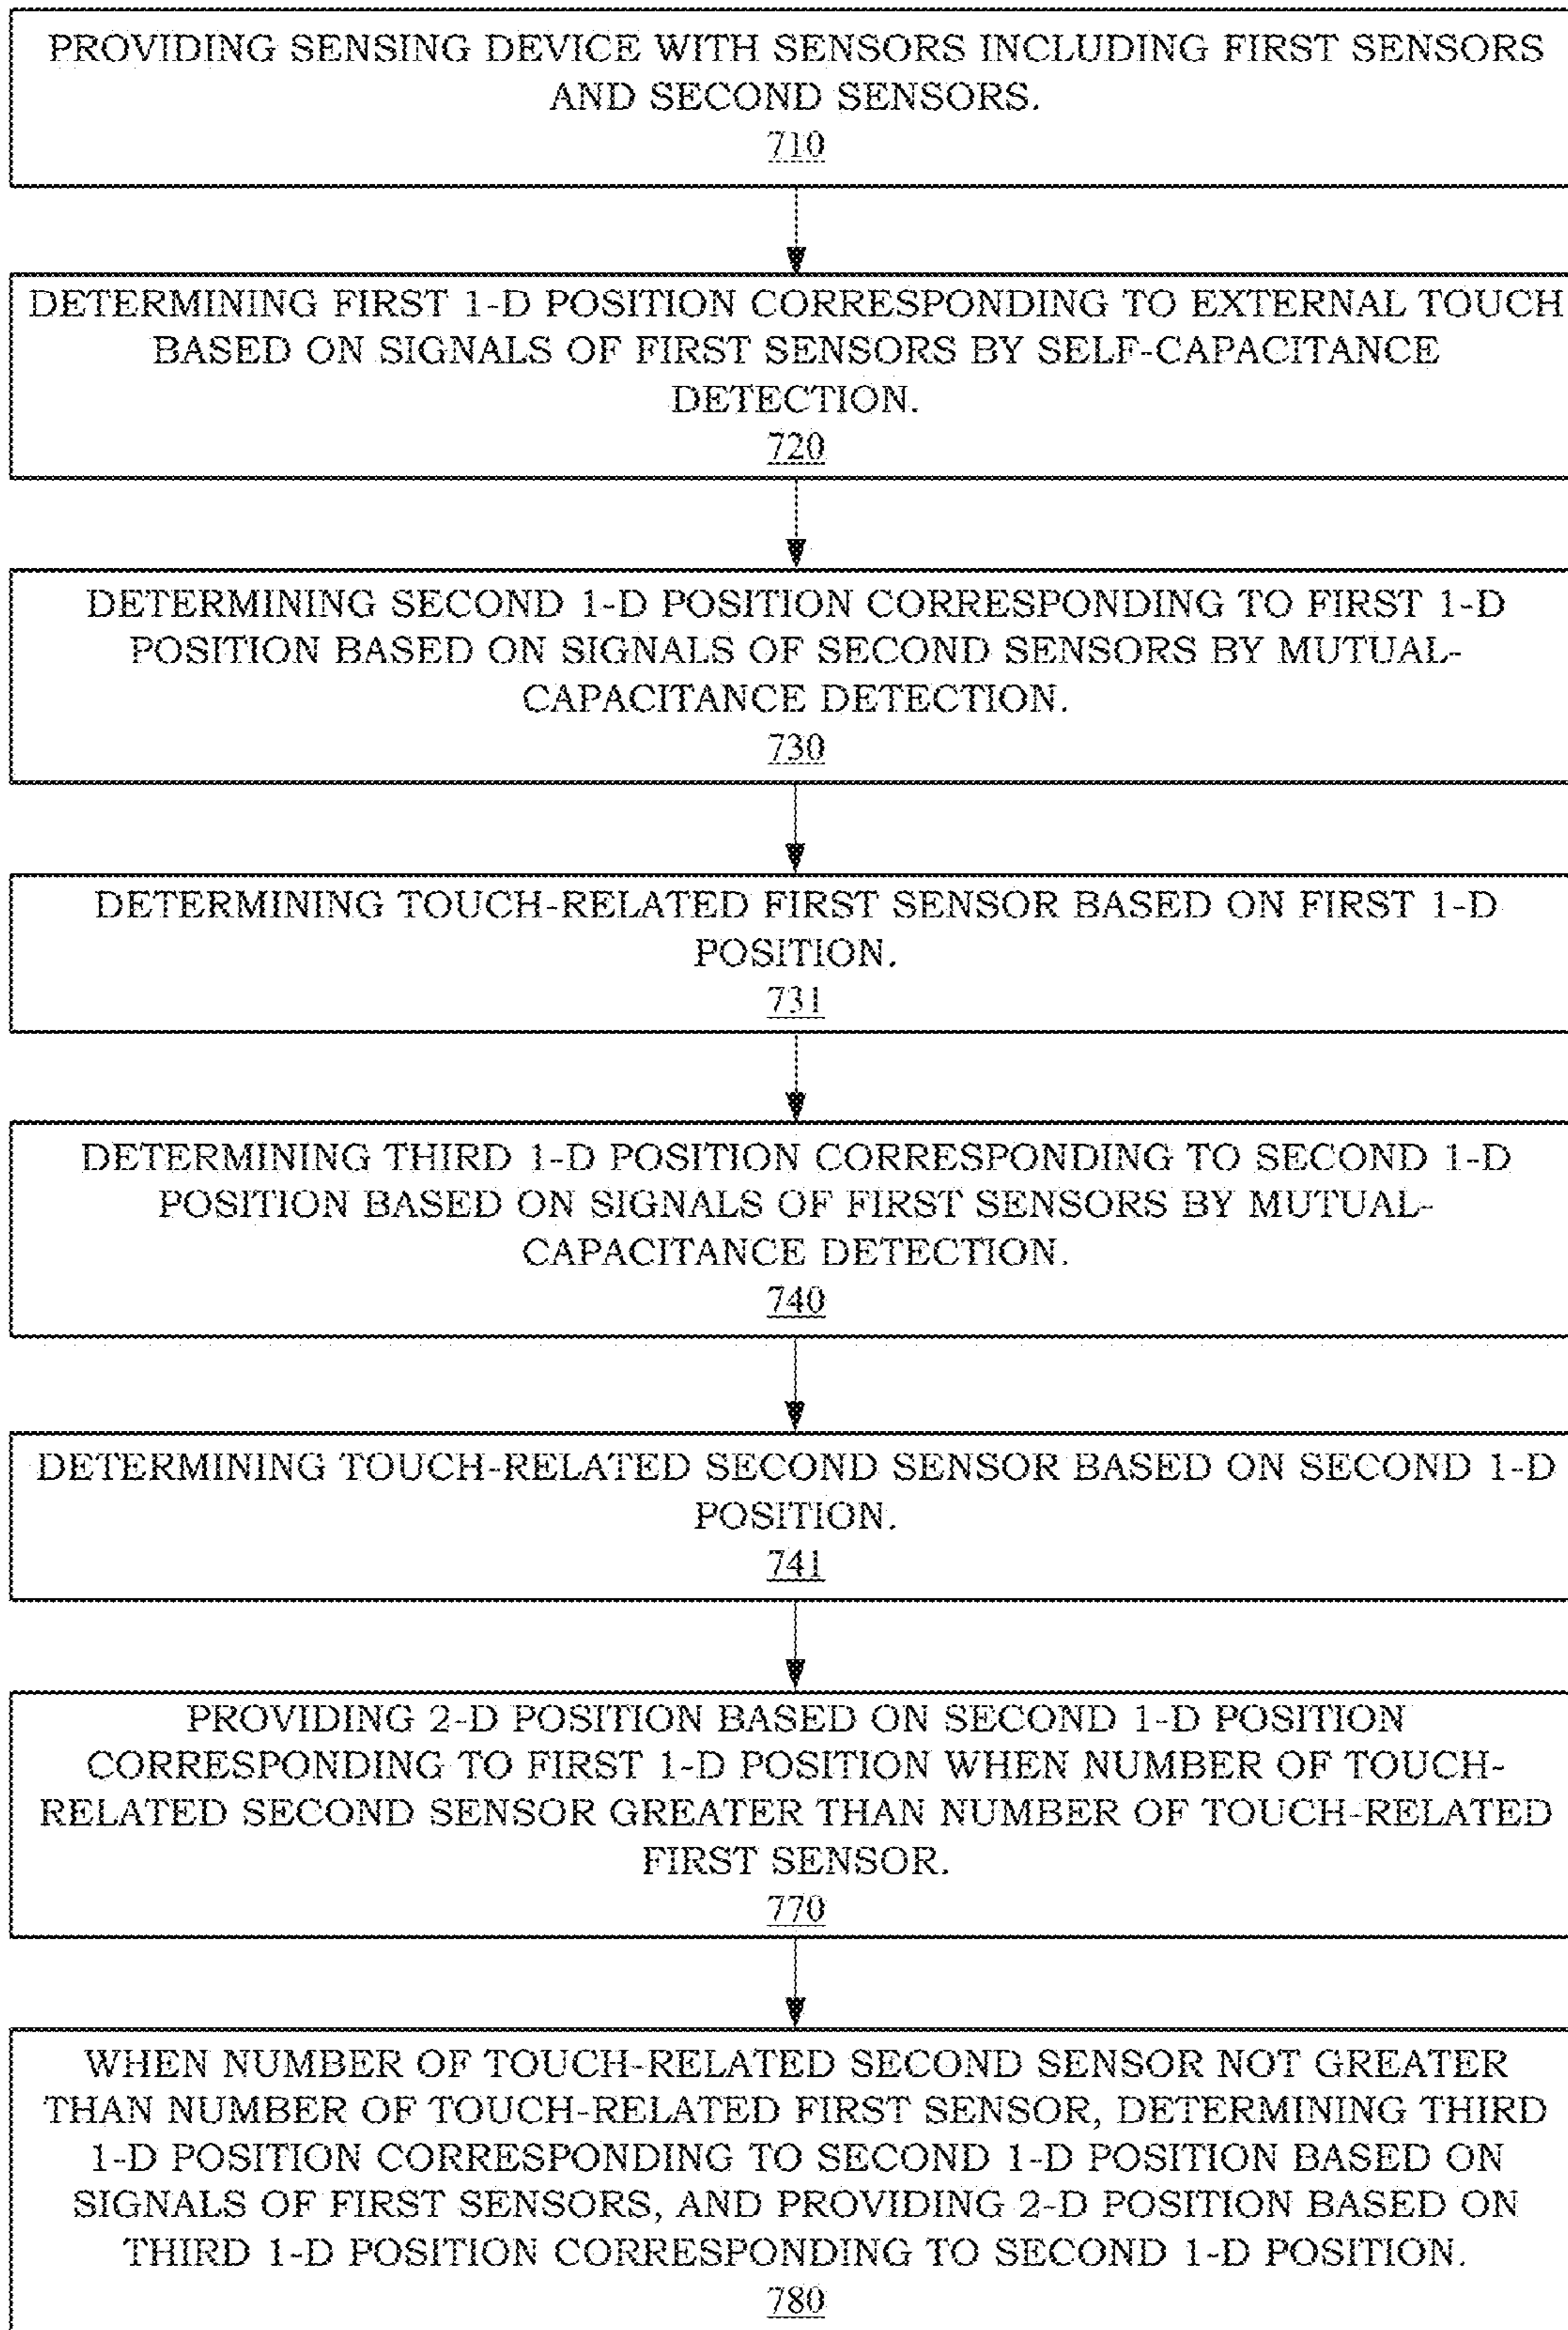 PROVIDING SENSING DEVICE WITH SENSORS INCLUDING FIRST SENSORS
AND SECOND SENSORS.
710
DETERMINING FIRST 1-D POSITION CORRESPONDING TO EXTERNAL TOUCH
BASED ON SIGNALS OF FIRST SENSORS BY SELF-CAPACITANCE
DETECTION.
720
DETERMINING SECOND 1-D POSITION CORRESPONDING TO FIRST 1-D
POSITION BASED ON SIGNALS OF SECOND SENSORS BY MUTUAL-
CAPACITANCE DETECTION.
730
DETERMINING TOUCH-RELATED FIRST SENSOR BASED ON FIRST 1-D
POSITION.
731
DETERMINING THIRD 1-D POSITION CORRESPONDING TO SECOND 1-D
POSITION BASED ON SIGNALS OF FIRST SENSORS BY MUTUAL-
CAPACITANCE DETECTION.
740
DETERMINING TOUCH-RELATED SECOND SENSOR BASED ON SECOND 1-D
POSITION.
741
PROVIDING 2-D POSITION BASED ON SECOND 1-D POSITION
CORRESPONDING TO FIRST 1-D POSITION WHEN NUMBER OF TOUCH-
RELATED SECOND SENSOR GREATER THAN NUMBER OF TOUCH-RELATED
FIRST SENSOR.
770
WHEN NUMBER OF TOUCH-RELATED SECOND SENSOR NOT GREATER
THAN NUMBER OF TOUCH-RELATED FIRST SENSOR, DETERMINING THIRD
1-D POSITION CORRESPONDING TO SECOND 1-D POSITION BASED ON
SIGNALS OF FIRST SENSORS, AND PROVIDING 2-D POSITION BASED ON
THIRD 1-D POSITION CORRESPONDING TO SECOND 1-D POSITION.
780